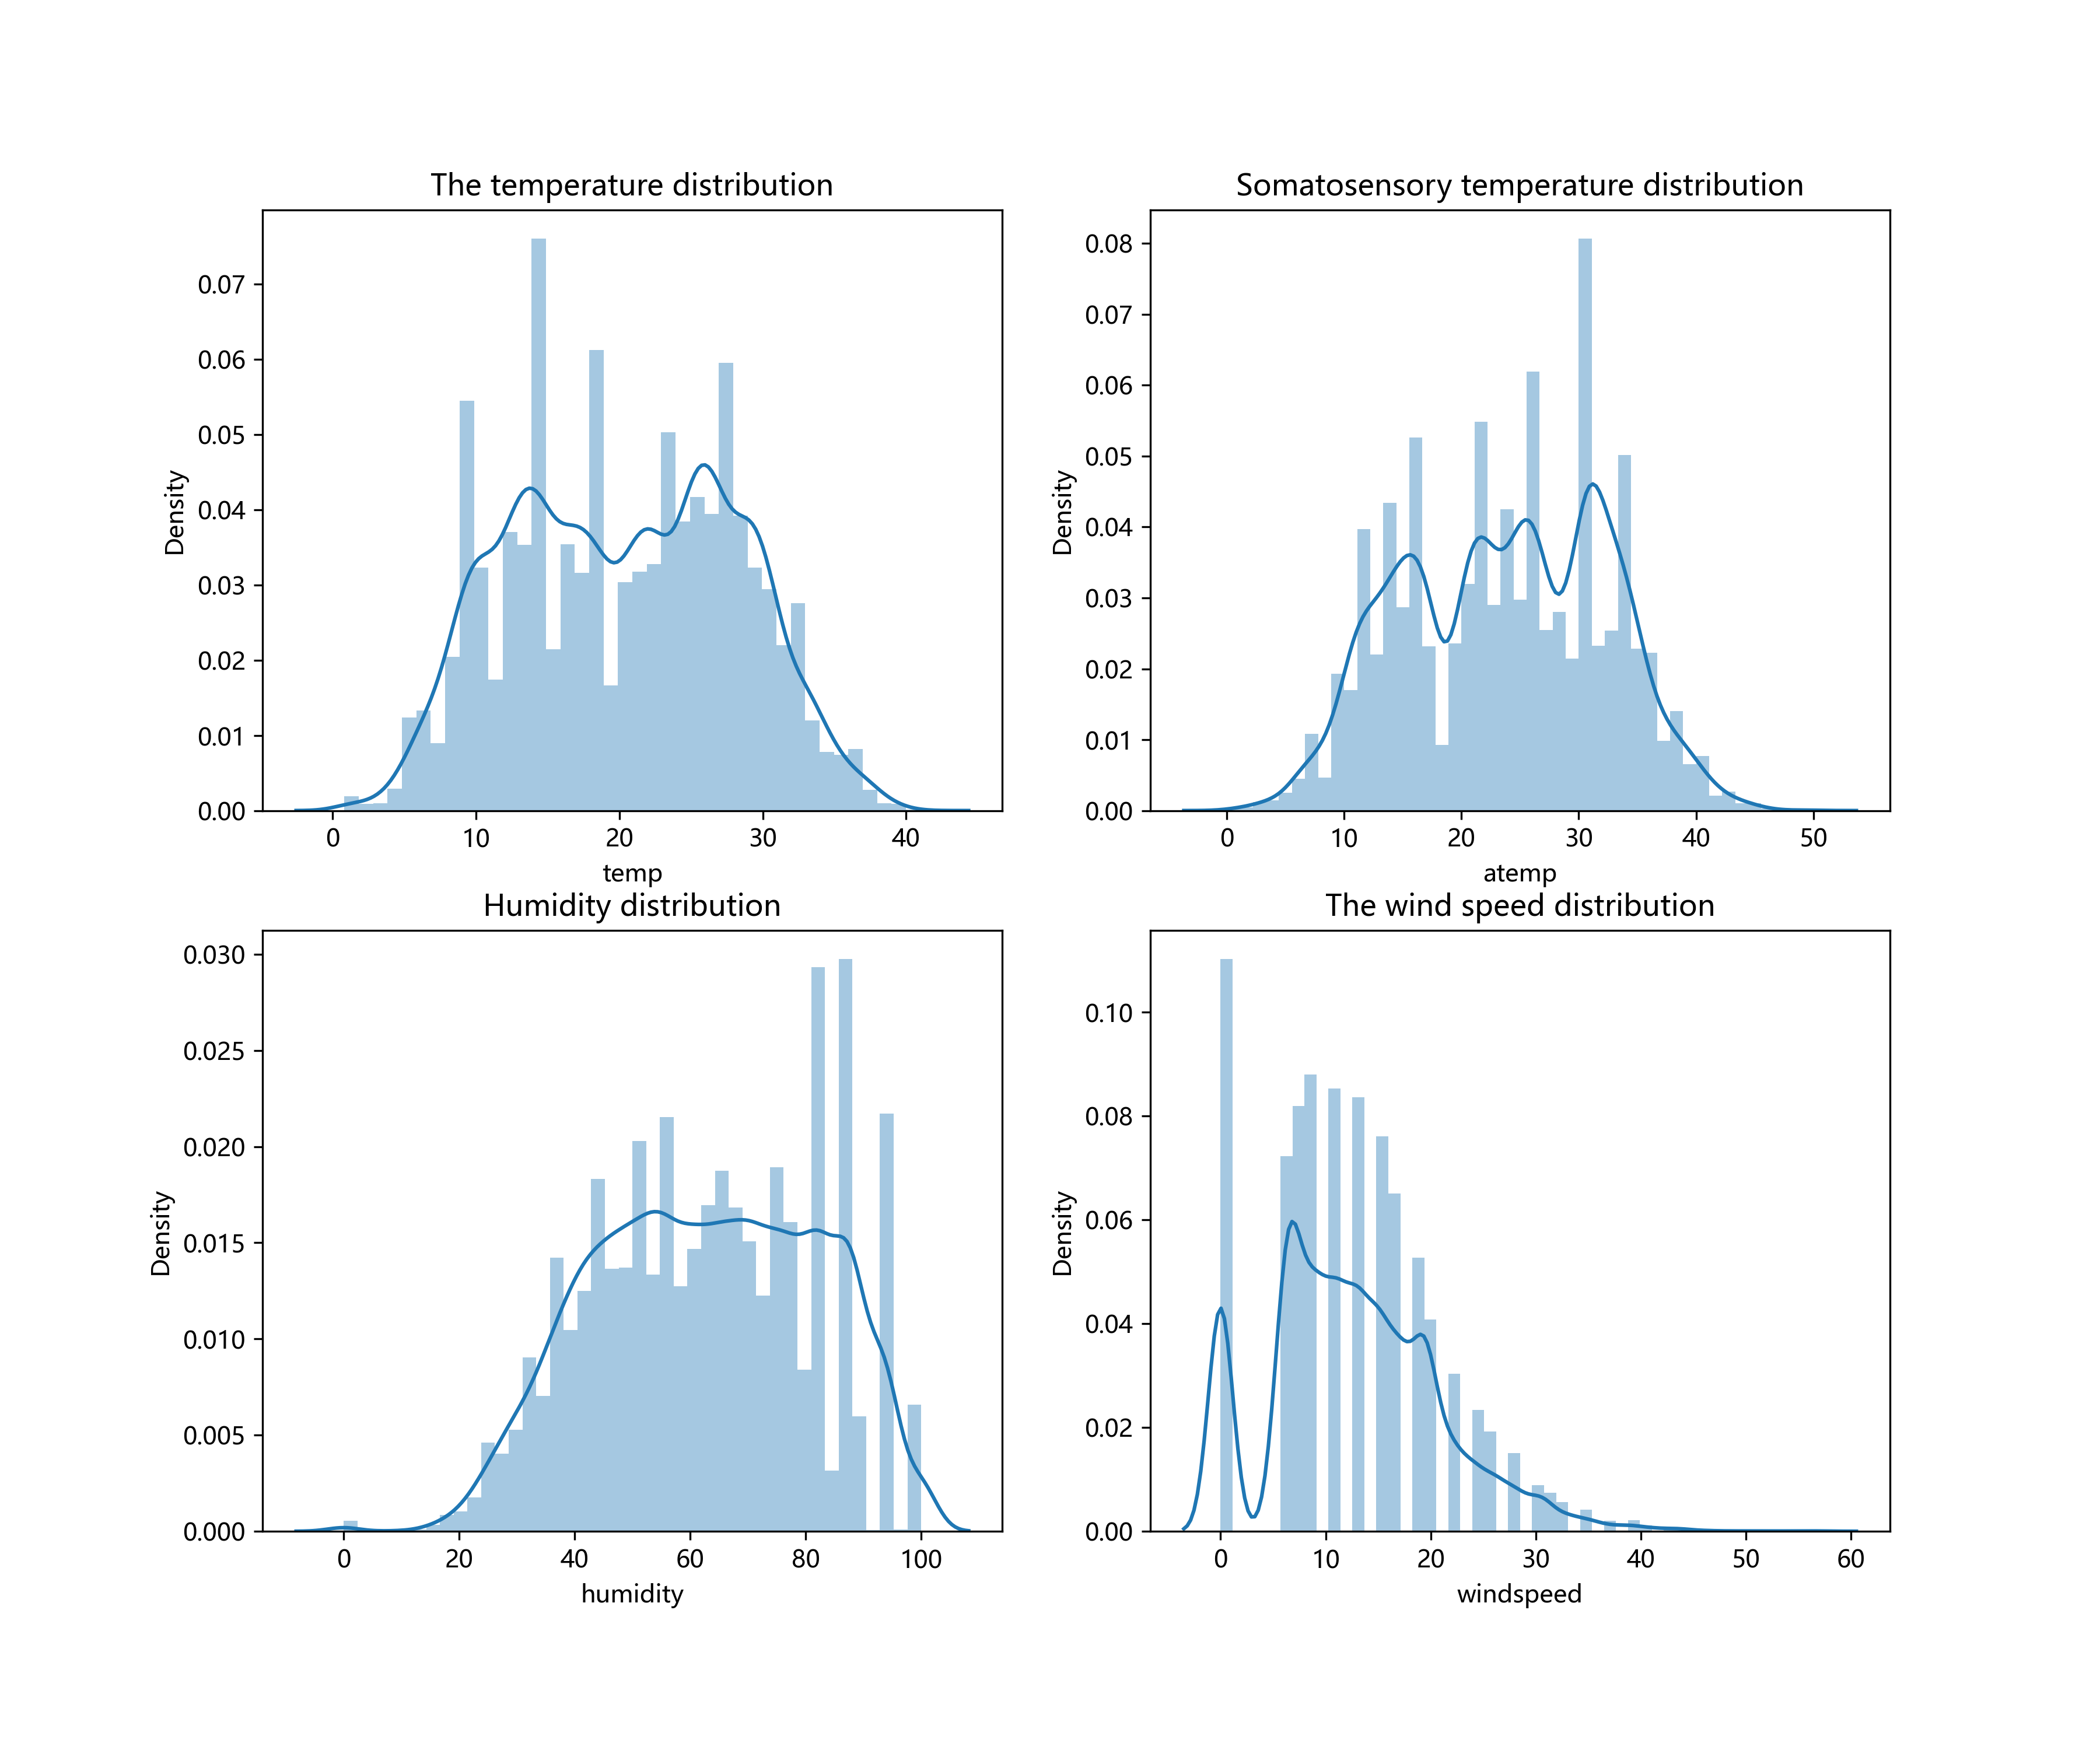 The temperature distribution
0.07
0.06
0.05
0.04
0.03
0.02
0.01
0.00
Density
0 10 20 30 40
temp
Somatosensory temperature distribution
0.08
0.07
0.06
0.05
0.04
0.03
0.02
0.01
0.00
Density
0 10 20 30 40 50
atemp
Humidity distribution
0.030
0.025
0.020
0.015
0.010
0.005
0.000
Density
0 20 40 60 80 100
humidity
The wind speed distribution
0.10
0.08
0.06
0.04
0.02
0.00
Density
0 10 20 30 40 50 60
windspeed